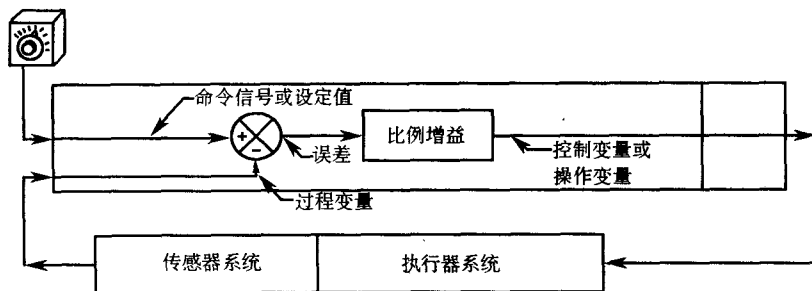 命令信号或设定值
+
−
误差
比例增益
控制变量或
操作变量
过程变量
传感器系统
执行器系统